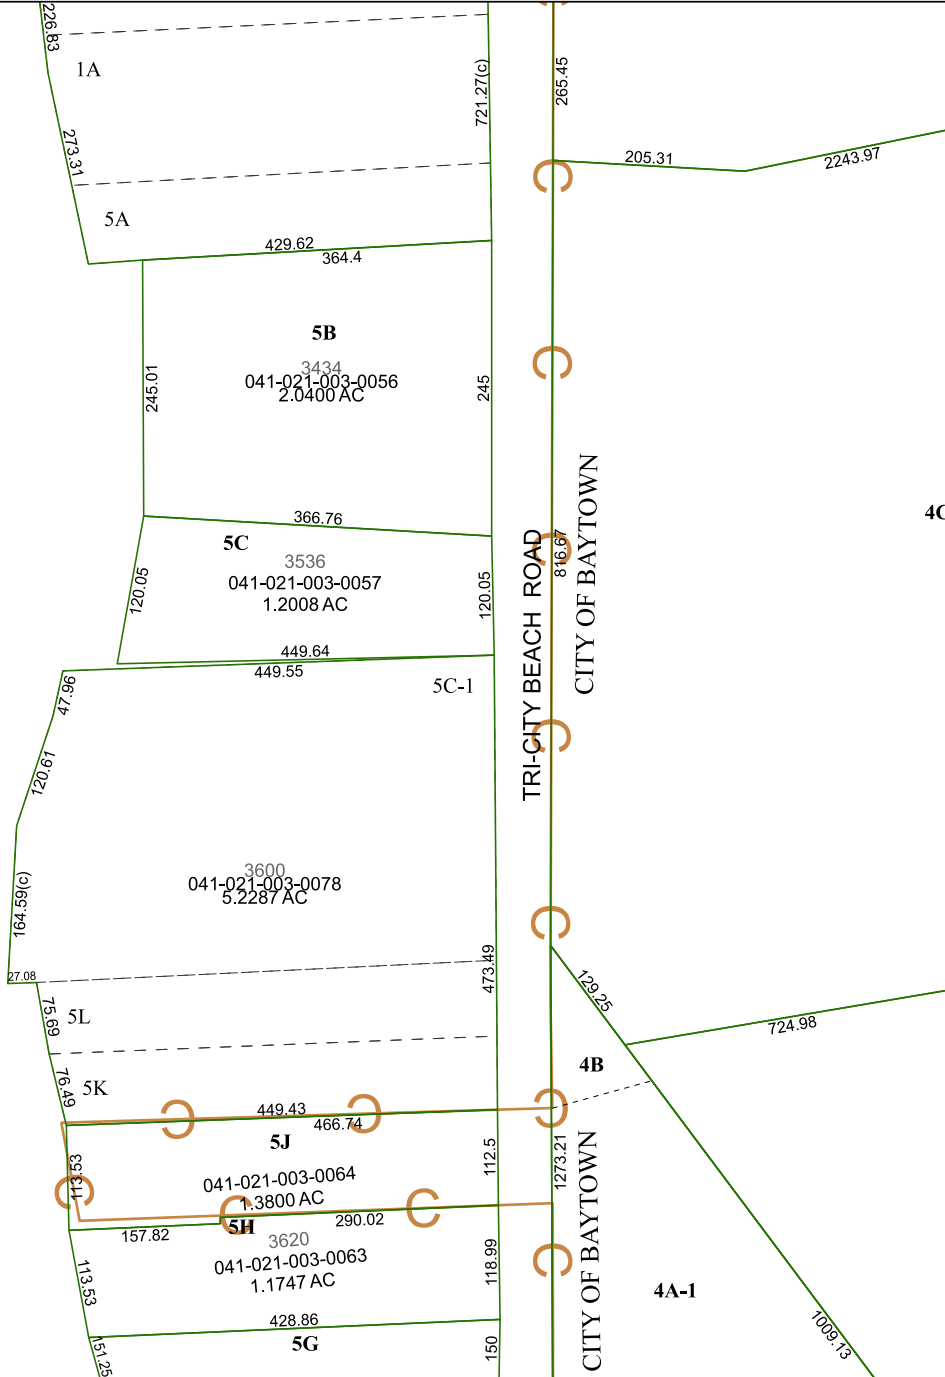 226.83
1A
721.27(c)
265.45
273.31
205.31
2243.97
5A
429.62
364.4
5B
3434
041-021-003-0056
2.0400 AC
245.01
245
366.76
5C
3536
041-021-003-0057
1.2008 AC
120.05
120.05
816.67
TRI-CITY BEACH ROAD
CITY OF BAYTOWN
4C
449.64
449.55
5C-1
47.96
120.61
3600
041-021-003-0078
5.2287 AC
164.59(c)
473.49
27.08
129.25
75.69
5L
724.98
76.49
5K
4B
449.43
466.74
5J
112.5
1273.21
113.53
041-021-003-0064
1.3800 AC
157.82
5H
290.02
3620
041-021-003-0063
1.1747 AC
118.99
CITY OF BAYTOWN
113.53
4A-1
428.86
5G
151.25
150
1009.13